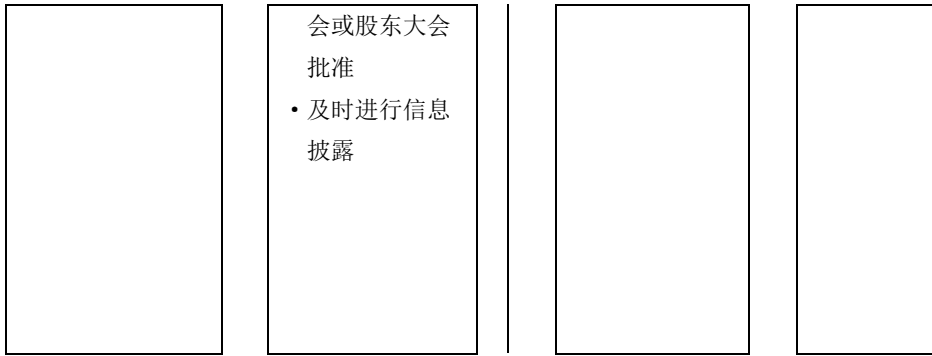 会或股东大会
批准
• 及时进行信息
披露